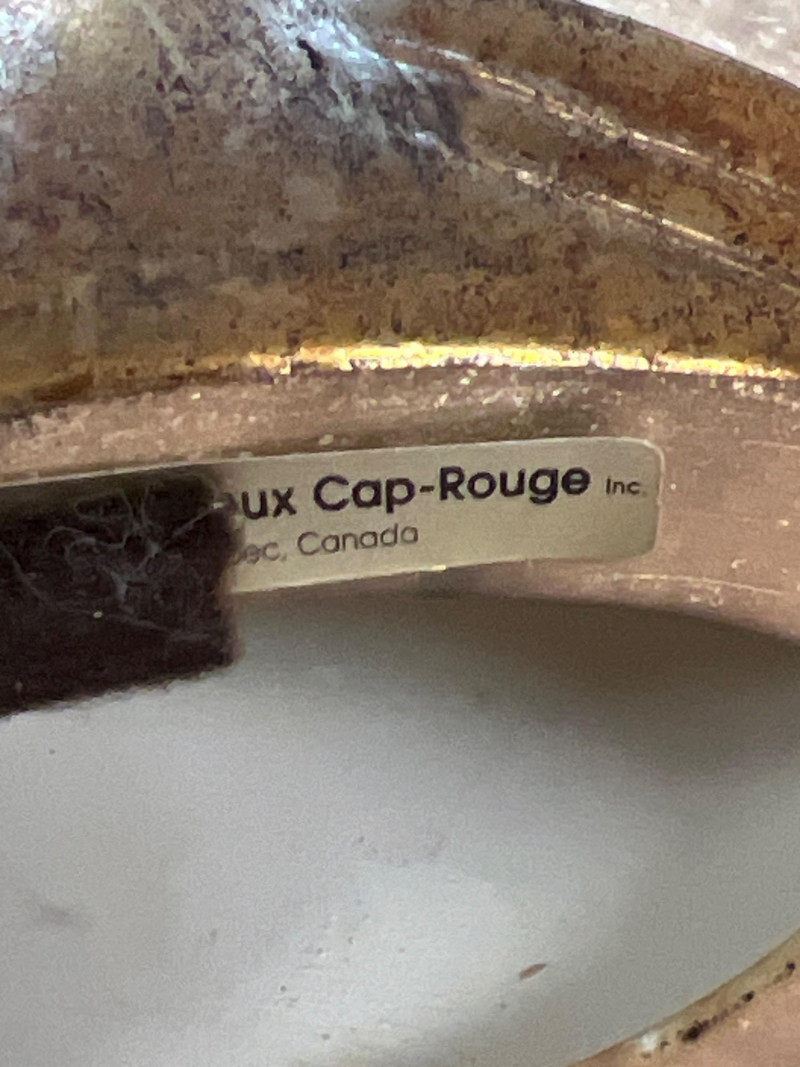 ux Cap-Rouge Inc.
ec, Canada